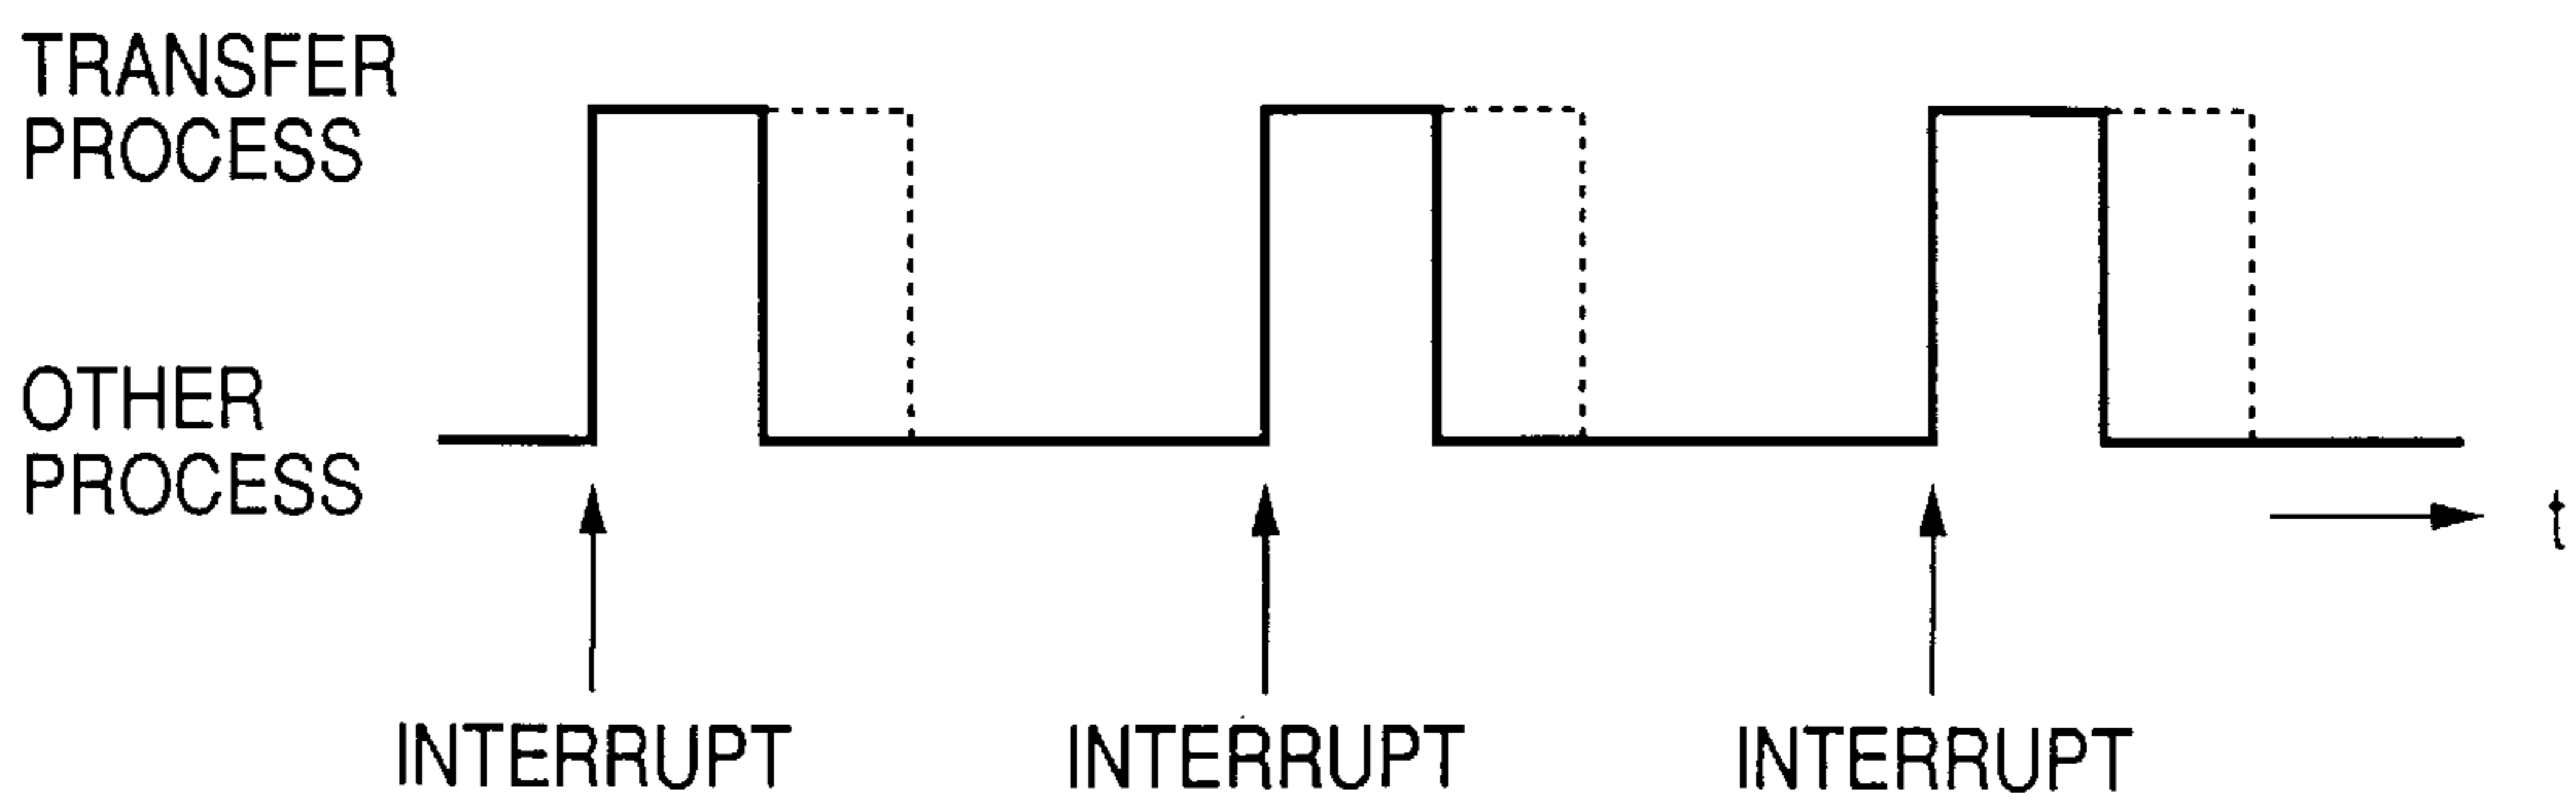 TRANSFER
PROCESS
OTHER
PROCESS
t
INTERRUPT INTERRUPT INTERRUPT